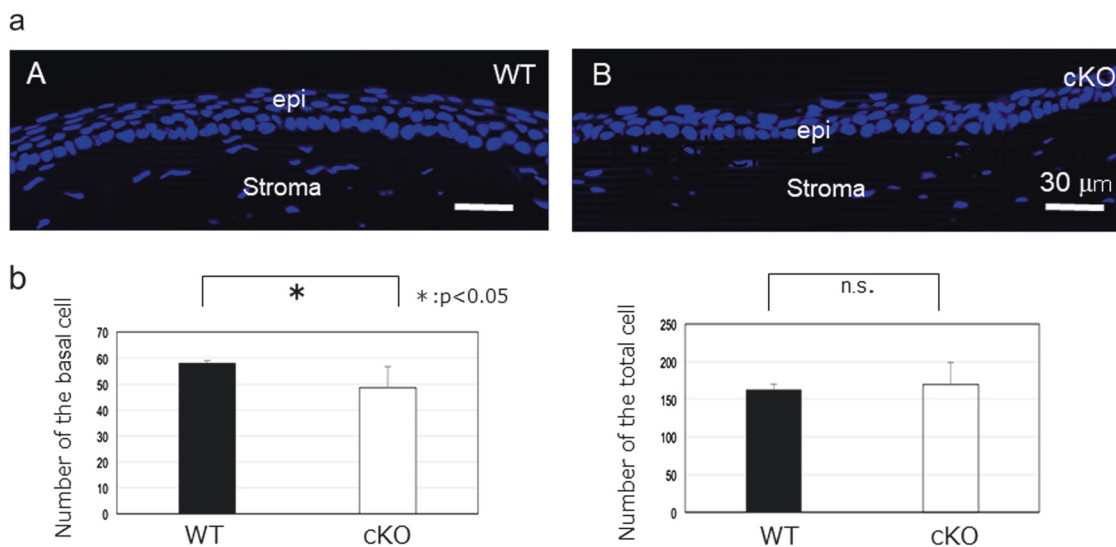 a
A
WT
epi
Stroma
B
cKO
epi
Stroma
30 μm
b
Number of the basal cell
70
60
50
40
30
20
10
0
*
*:p<0.05
WT
cKO
Number of the total cell
250
200
150
100
50
0
n.s.
WT
cKO